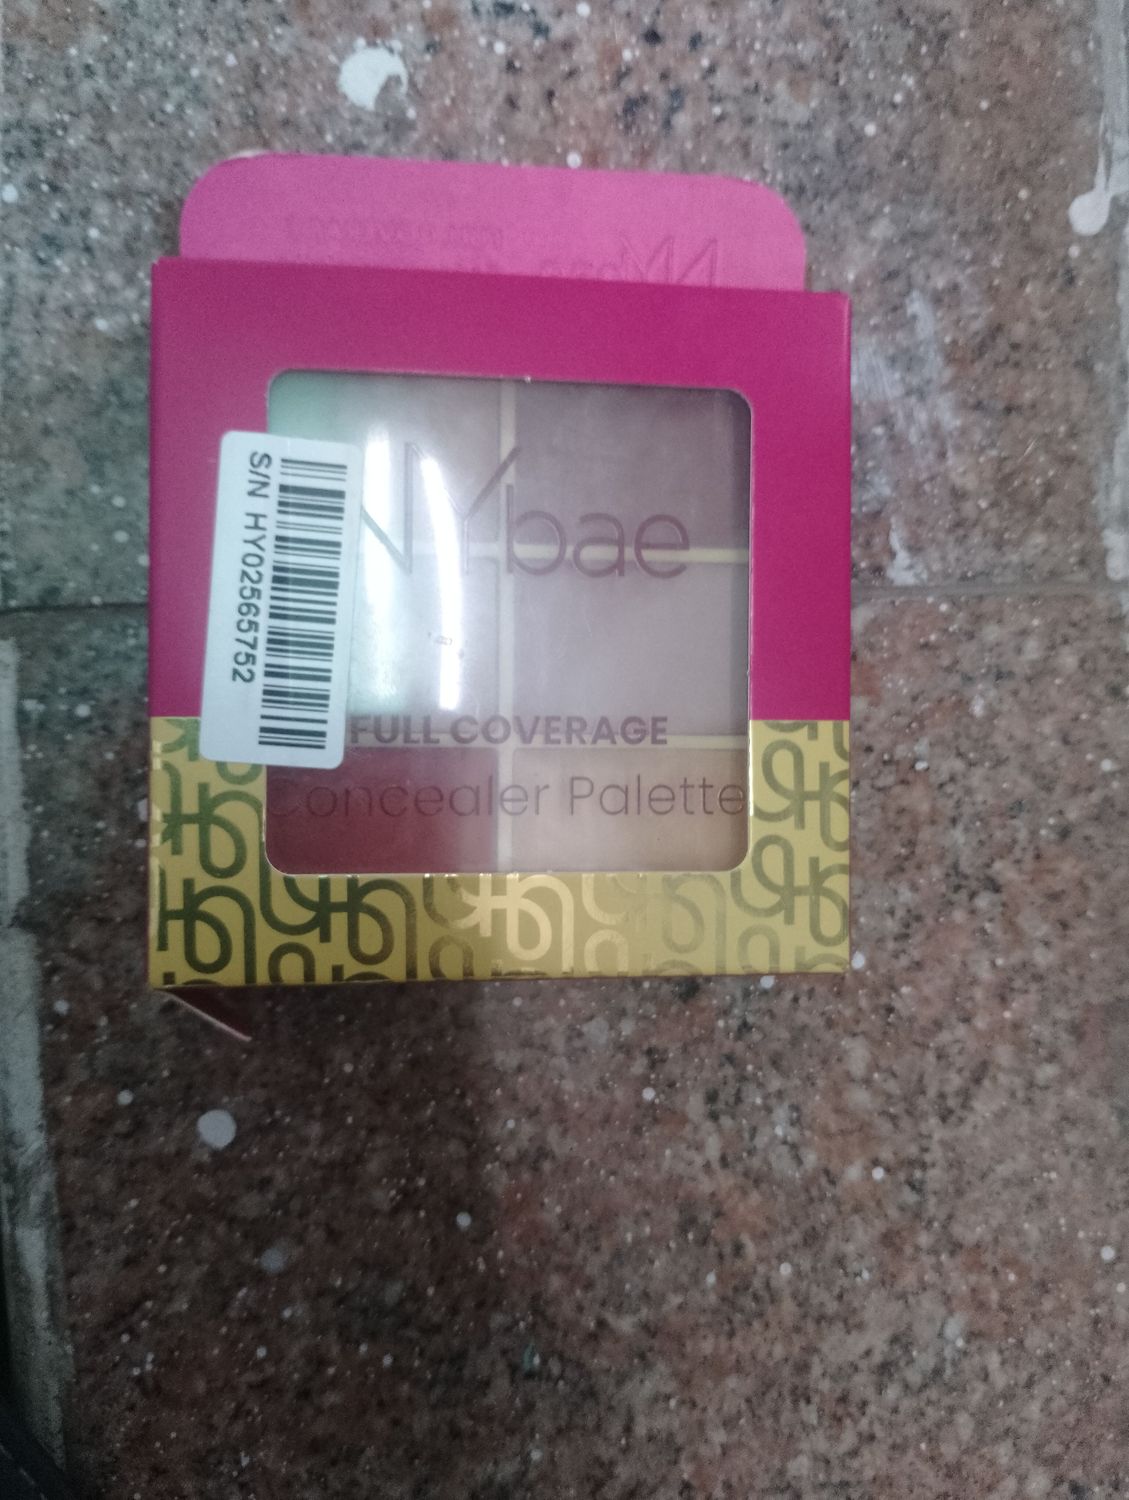 NYbae
FULL COVERAGE
Concealer Palette
S/N HY02565752